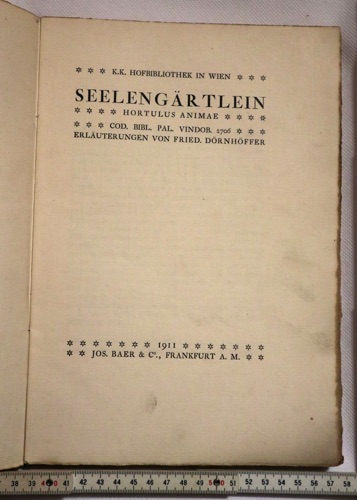 ✡ ✡ ✡ K.K. HOFBIBLIOTHEK IN WIEN ✡ ✡ ✡
SEELENGÄRTLEIN
✡ ✡ ✡ ✡ HORTULUS ANIMAE ✡ ✡ ✡ ✡
✡ ✡ ✡ COD. BIBL. PAL. VINDOB. 2706 ✡ ✡ ✡
ERLÄUTERUNGEN VON FRIED. DÖRNHÖFFER
✡ ✡ ✡ ✡ ✡ ✡ ✡ 1911 ✡ ✡ ✡ ✡ ✡ ✡ ✡
✡ ✡ JOS. BAER & Cº., FRANKFURT A. M. ✡ ✡
38 39 40 41 42 43 44 45 46 47 48 49 50 51 52 53 54 55 56 57 58